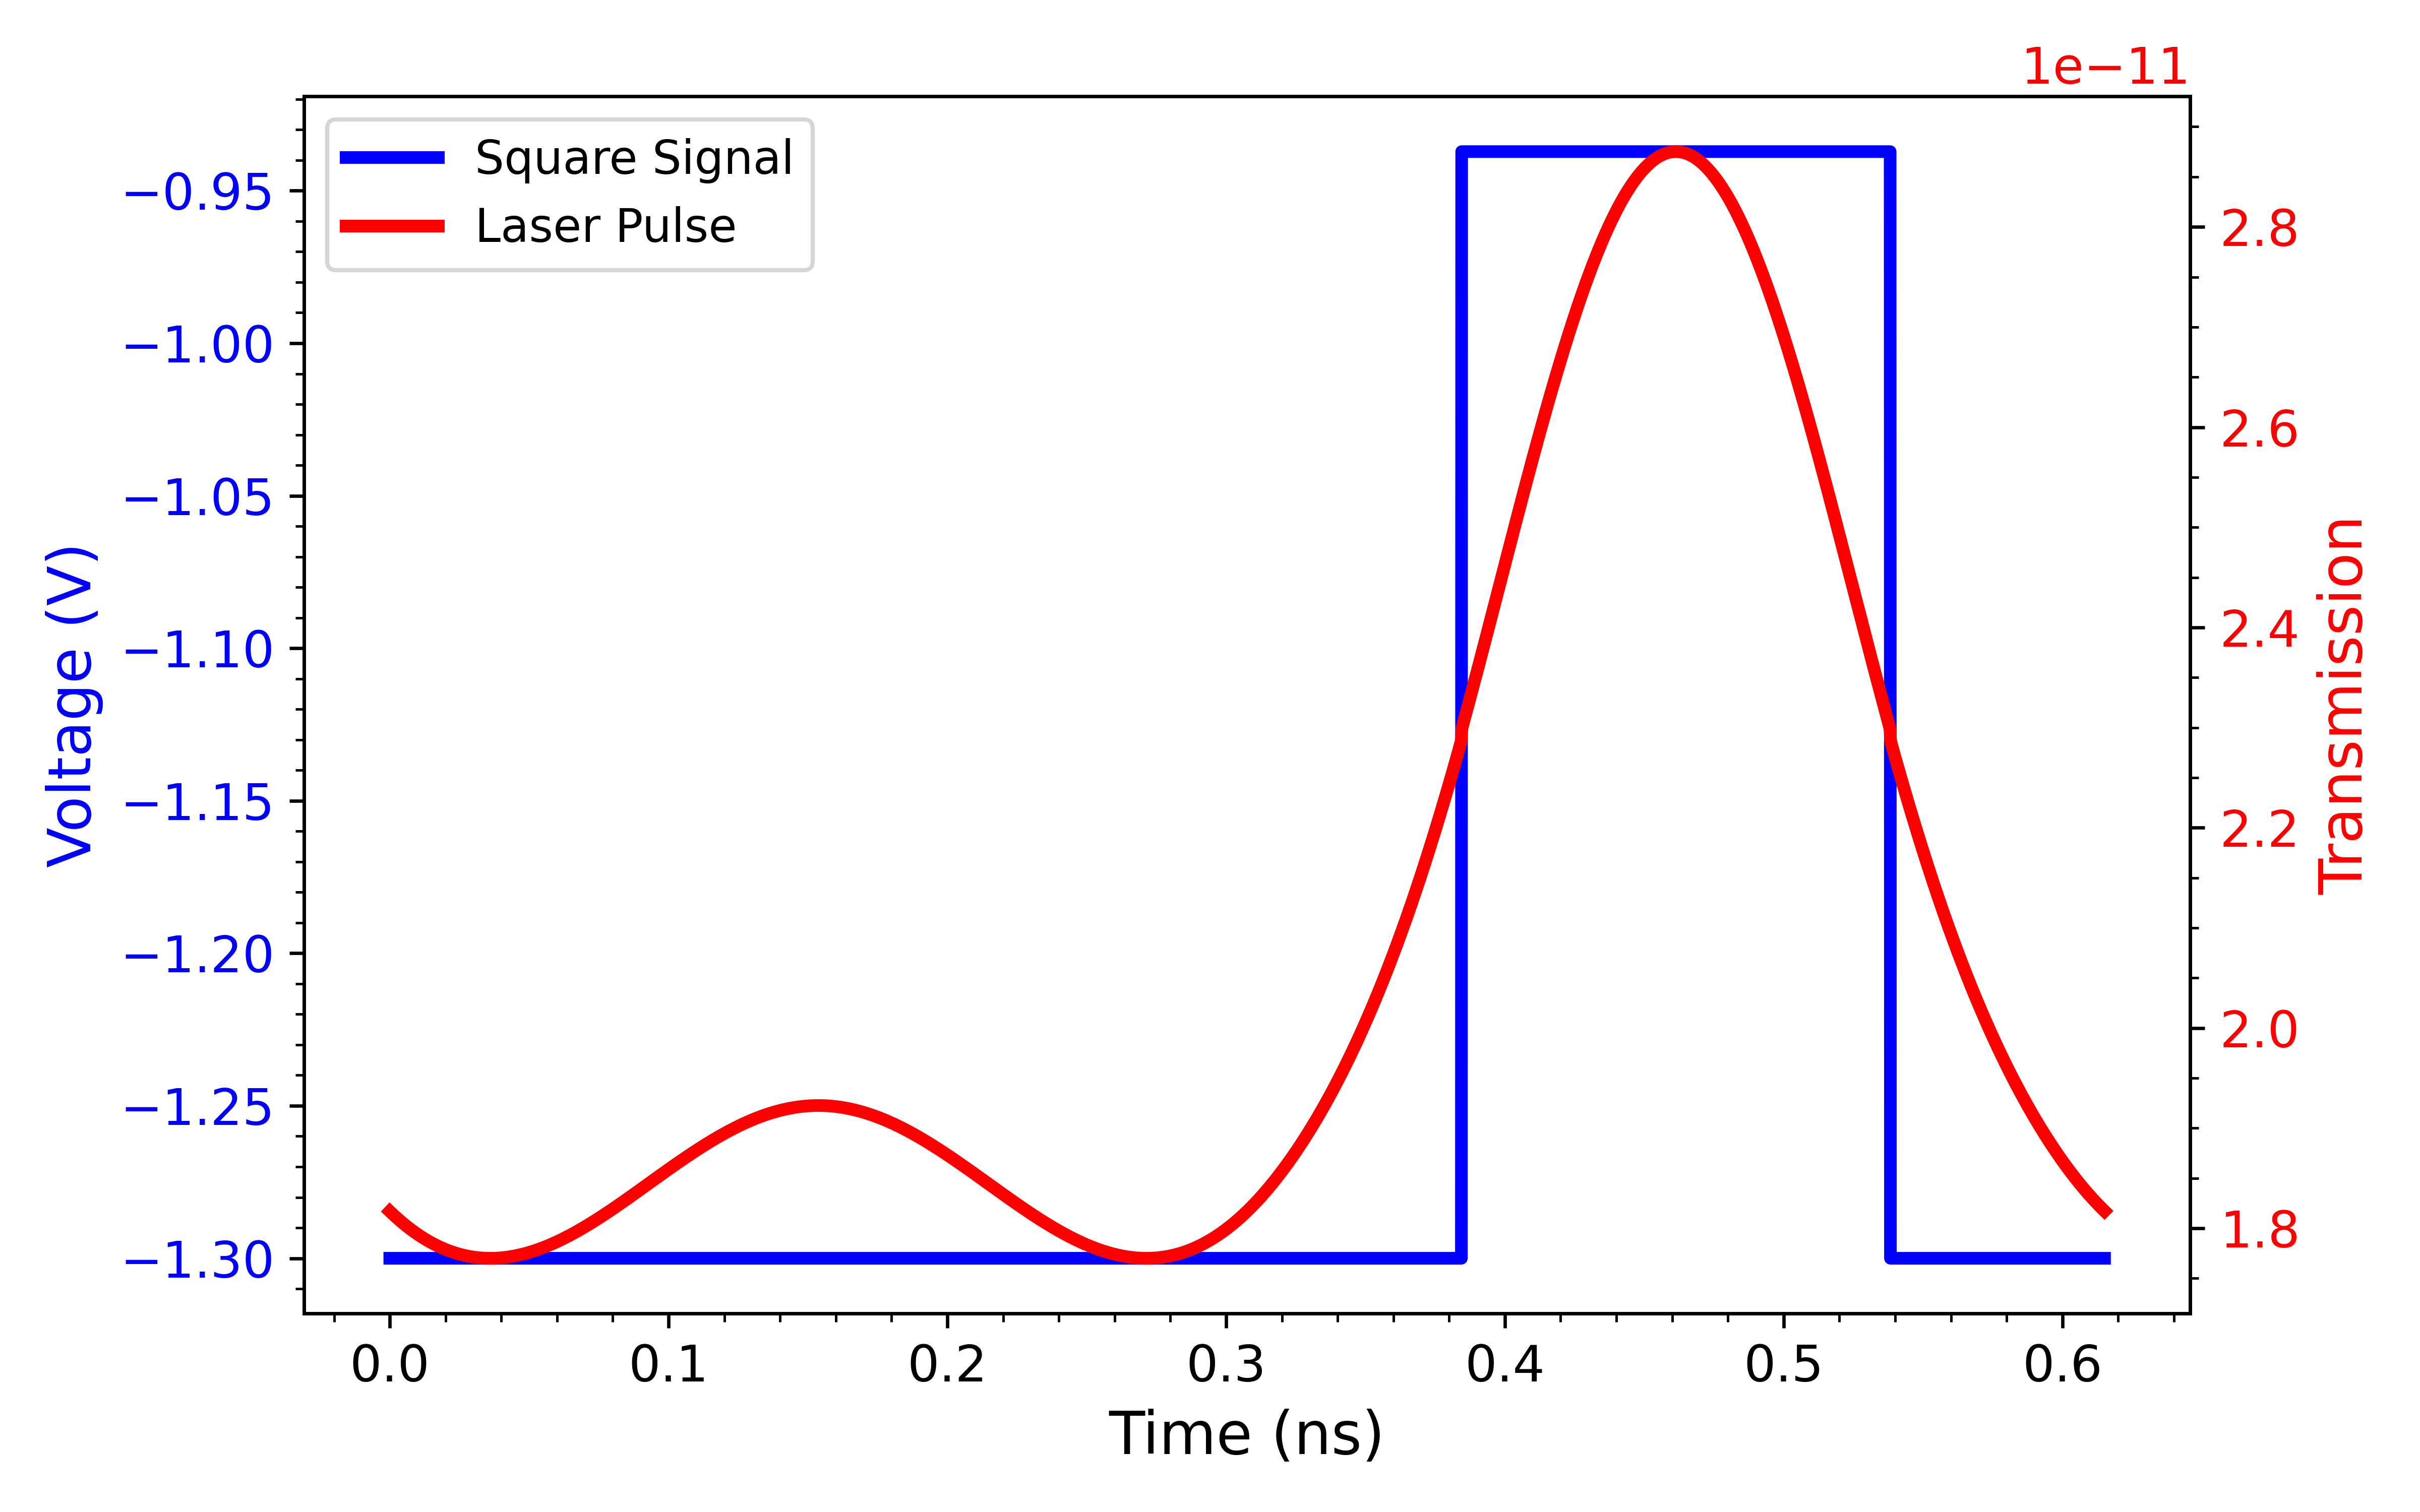 1e−11
Square Signal
Laser Pulse
−0.95
−1.00
−1.05
−1.10
−1.15
−1.20
−1.25
−1.30
Voltage (V)
2.8
2.6
2.4
2.2
2.0
1.8
Transmission
0.0 0.1 0.2 0.3 0.4 0.5 0.6
Time (ns)